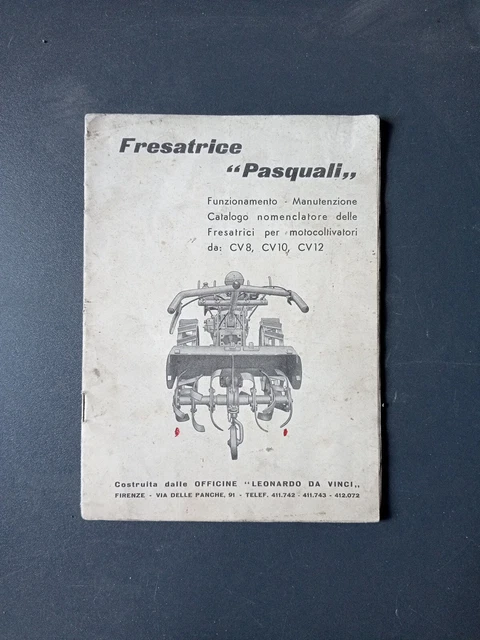 Fresatrice
“Pasquali„
Funzionamento - Manutenzione
Catalogo nomenclatore delle
Fresatrici per motocoltivatori
da: CV8, CV10, CV12
Costruita dalle OFFICINE “LEONARDO DA VINCI„
FIRENZE - VIA DELLE PANCHE, 91 - TELEF. 411.742 - 411.743 - 412.072